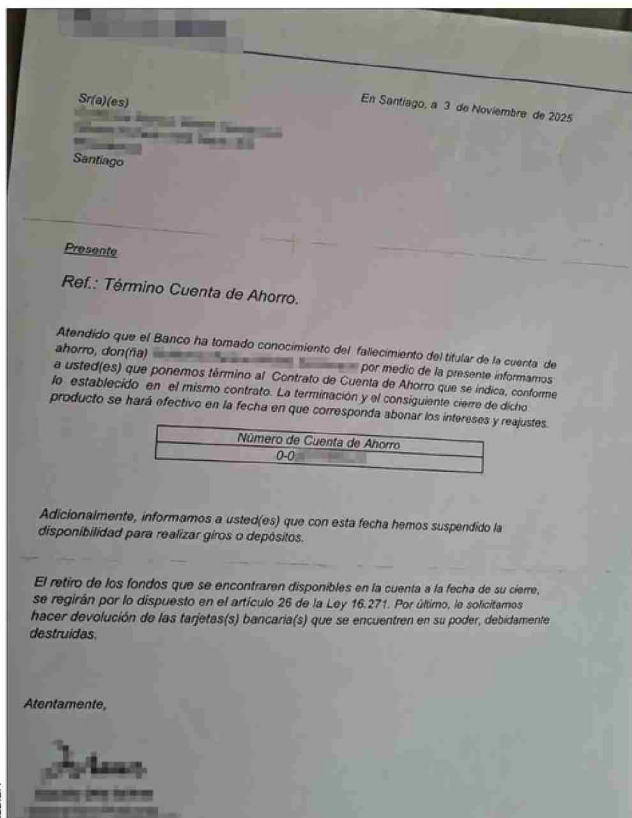 En Santiago, a 3 de Noviembre de 2025
Sr(a)(es)
Santiago
Presente
Ref.: Término Cuenta de Ahorro.
Atendido que el Banco ha tomado conocimiento del fallecimiento del titular de la cuenta de
ahorro, don(ña) por medio de la presente informamos
a usted(es) que ponemos término al Contrato de Cuenta de Ahorro que se indica, conforme
lo establecido en el mismo contrato. La terminación y el consiguiente cierre de dicho
producto se hará efectivo en la fecha en que corresponda abonar los intereses y reajustes.
Número de Cuenta de Ahorro
0-0
Adicionalmente, informamos a usted(es) que con esta fecha hemos suspendido la
disponibilidad para realizar giros o depósitos.
El retiro de los fondos que se encontraren disponibles en la cuenta a la fecha de su cierre,
se regirán por lo dispuesto en el artículo 26 de la Ley 16.271. Por último, le solicitamos
hacer devolución de las tarjetas(s) bancaria(s) que se encuentren en su poder, debidamente
destruidas.
Atentamente,